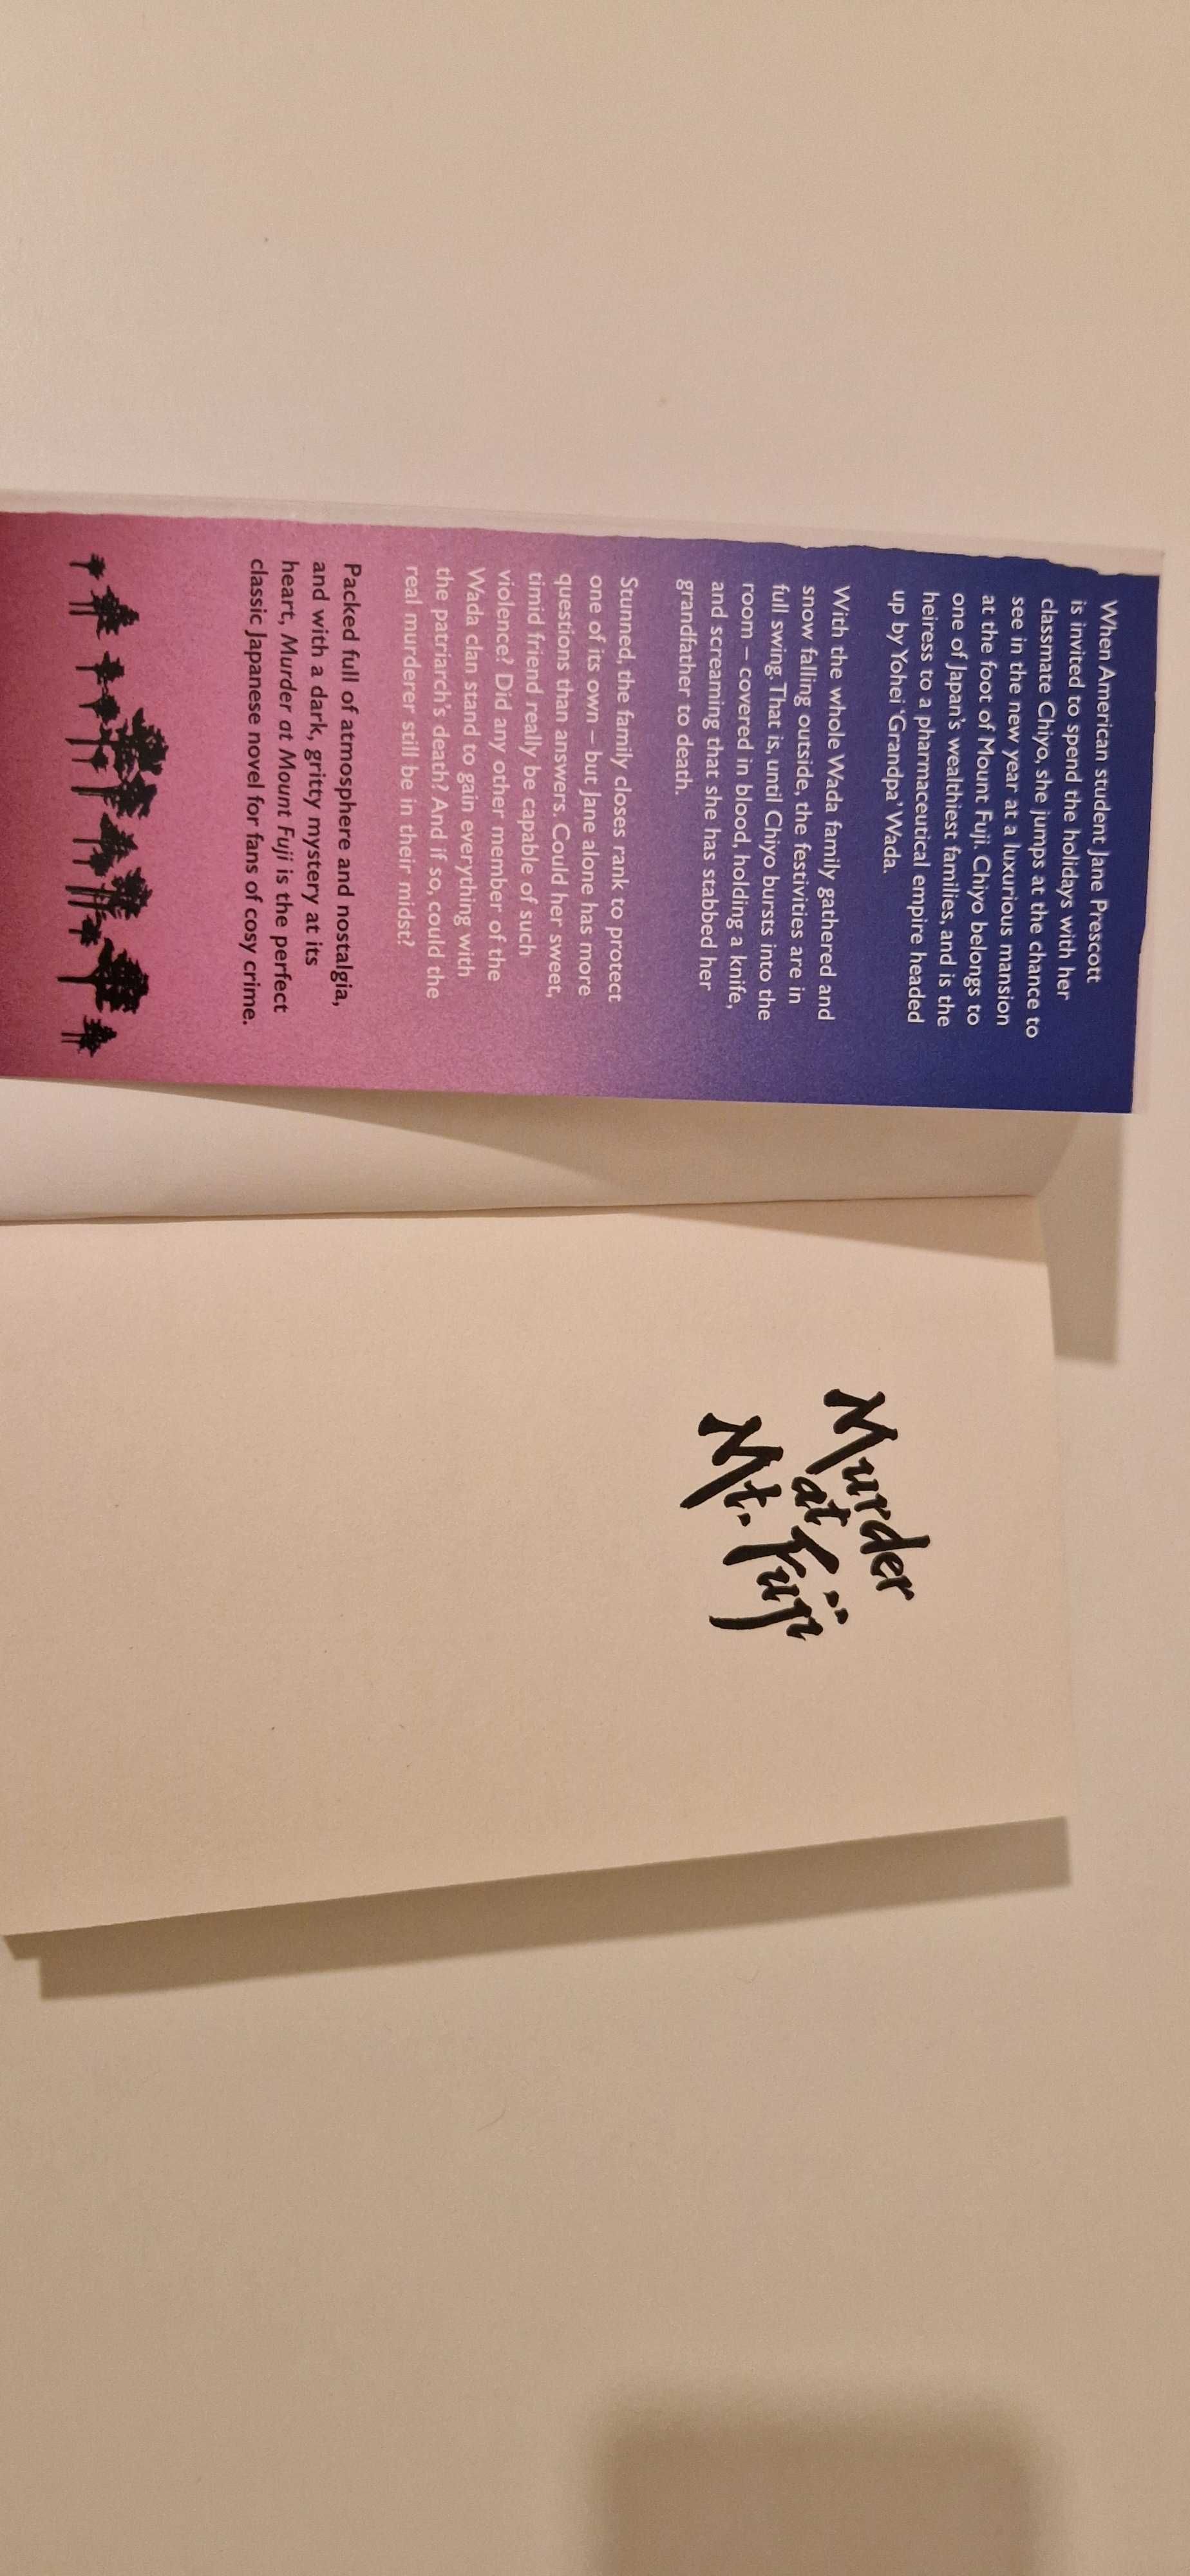 When American student Jane Prescott
is invited to spend the holidays with her
classmate Chiyo, she jumps at the chance to
see in the new year at a luxurious mansion
at the foot of Mount Fuji. Chiyo belongs to
one of Japan's wealthiest families, and is the
heiress to a pharmaceutical empire headed
up by Yohei 'Grandpa' Wada.
With the whole Wada family gathered and
snow falling outside, the festivities are in
full swing. That is, until Chiyo bursts into the
room – covered in blood, holding a knife,
and screaming that she has stabbed her
grandfather to death.
Stunned, the family closes rank to protect
one of its own – but Jane alone has more
questions than answers. Could her sweet,
timid friend really be capable of such
violence? Did any other member of the
Wada clan stand to gain everything with
the patriarch's death? And if so, could the
real murderer still be in their midst?
Packed full of atmosphere and nostalgia,
and with a dark, gritty mystery at its
heart, Murder at Mount Fuji is the perfect
classic Japanese novel for fans of cosy crime.
Murder
at
Mt. Fuji